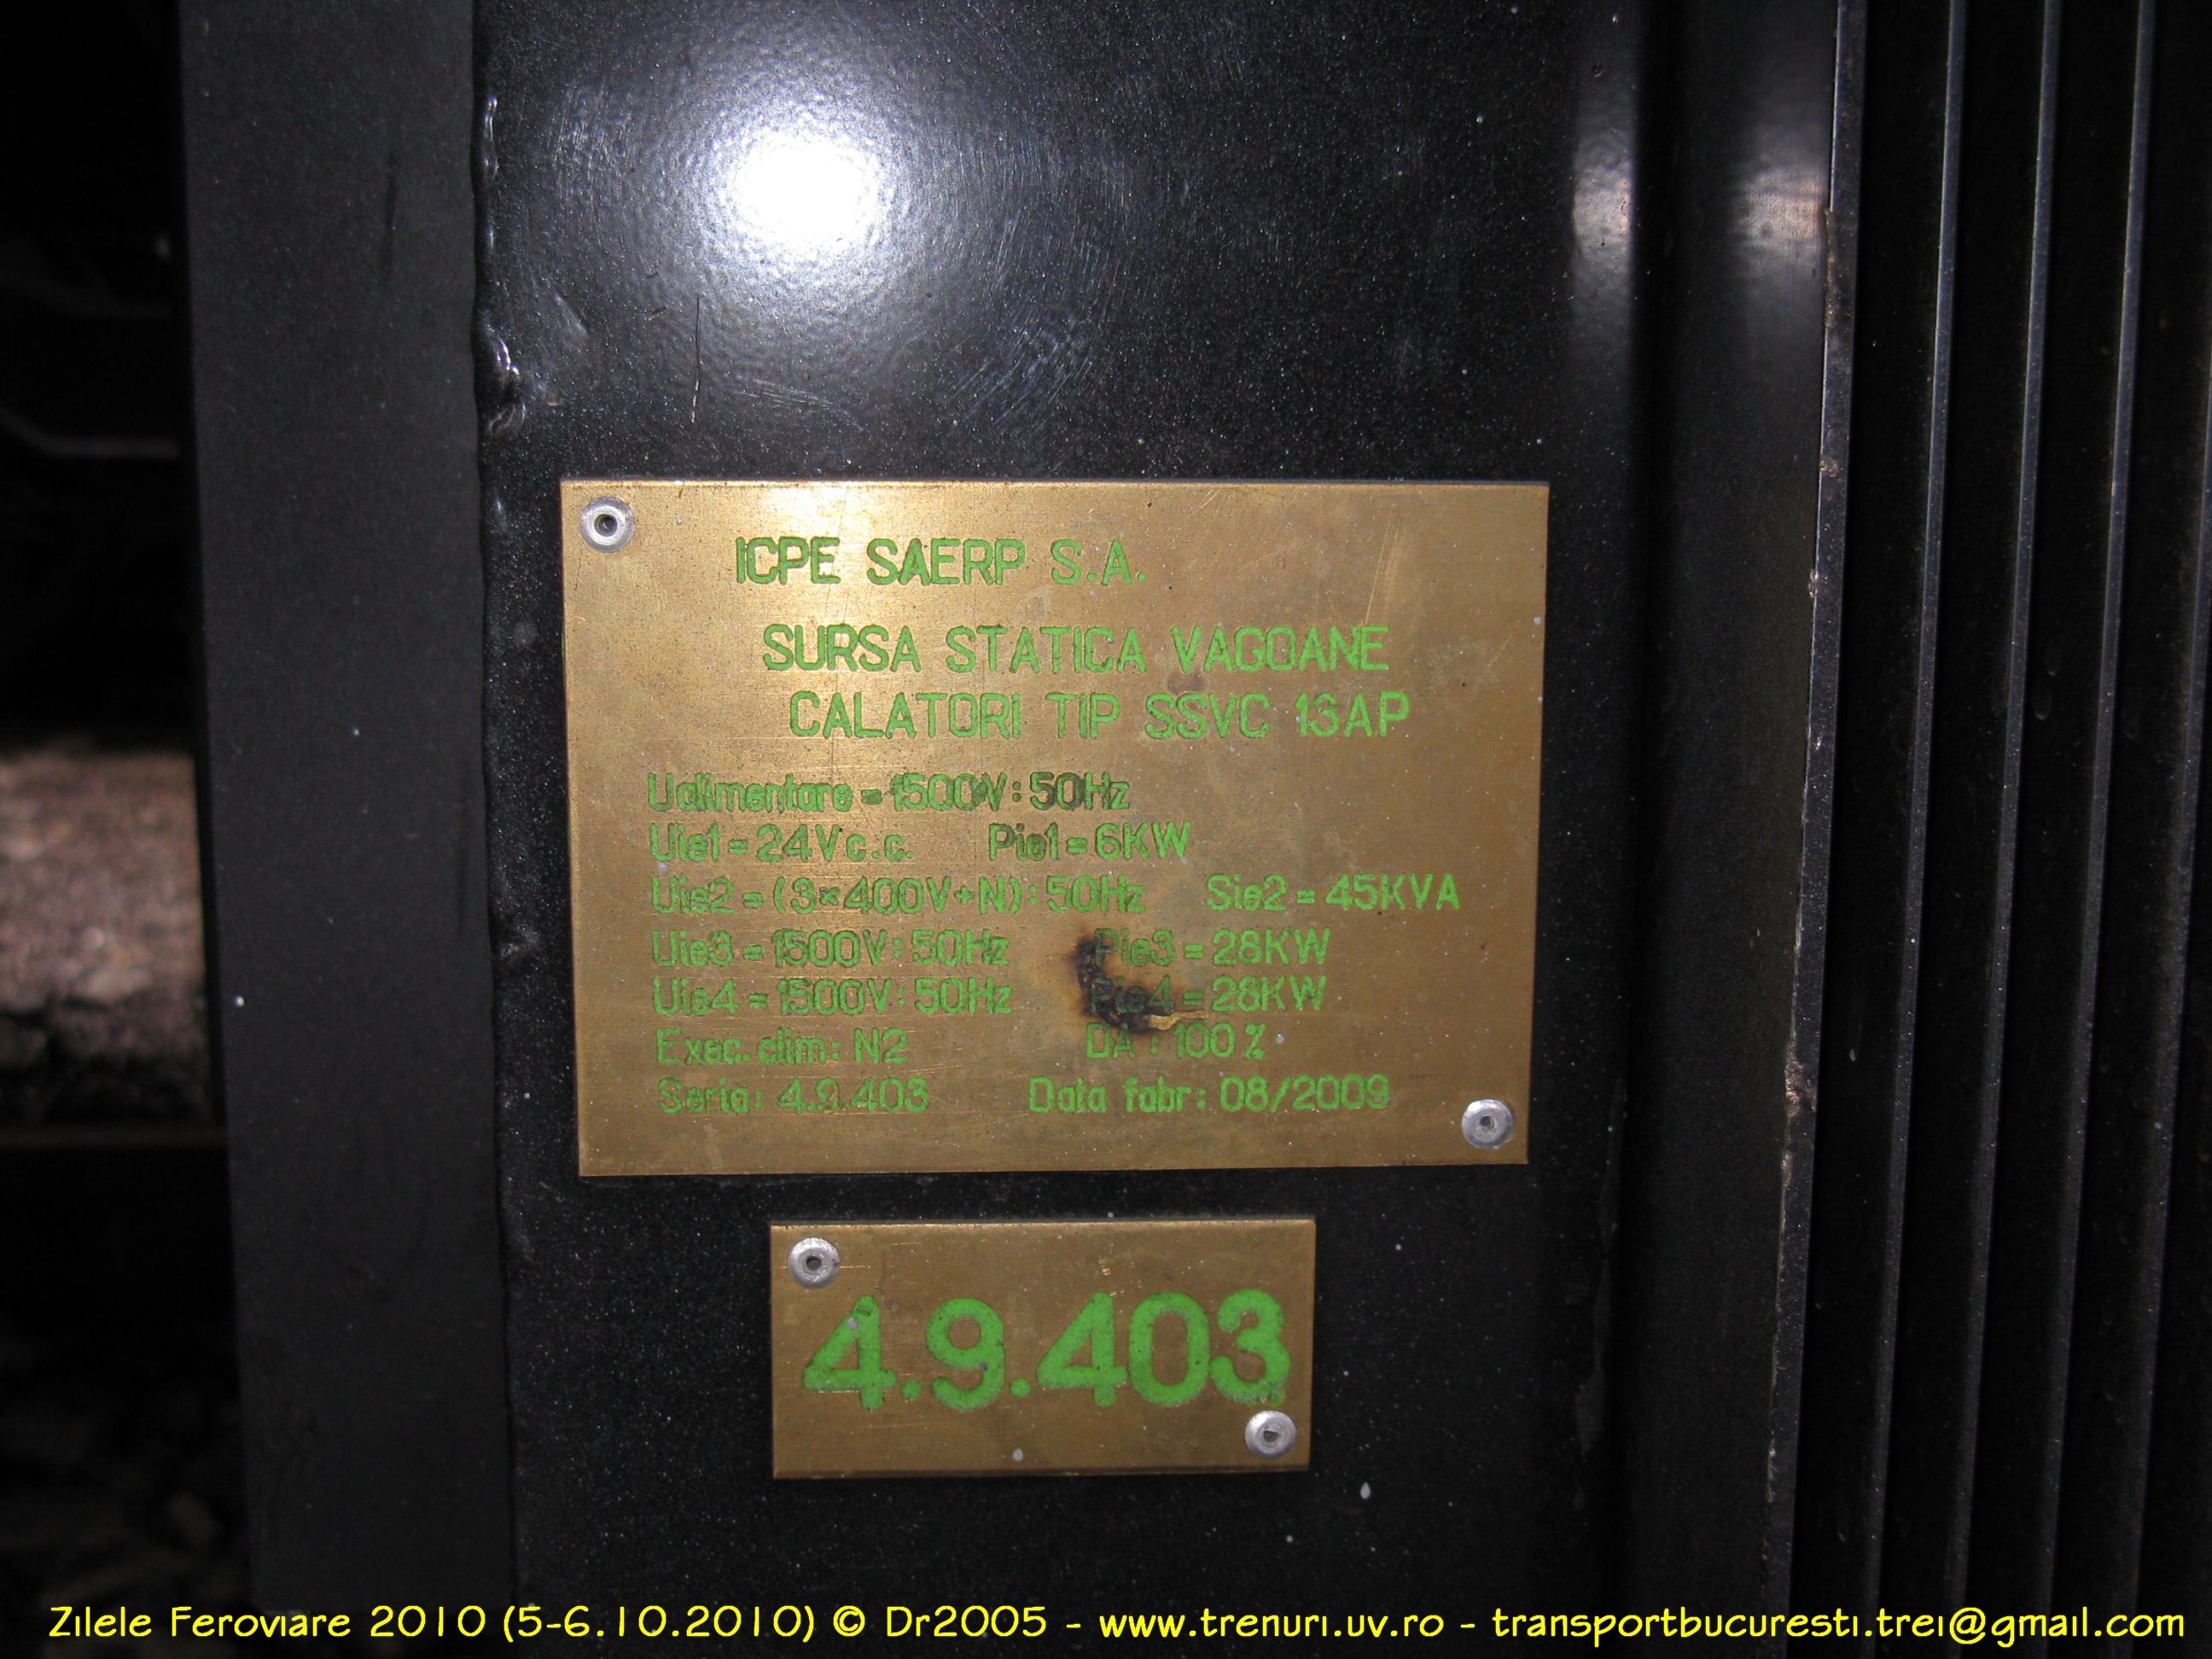 ICPE SAERP S.A.
SURSA STATICA VAGOANE
CALATORI TIP SSVC 13AP
Ualimentare = 1500V: 50Hz
Uie1 = 24Vc.c. Pie1 = 6KW
Uie2 = (3×400V+N): 50Hz Sie2 = 45KVA
Uie3 = 1500V: 50Hz Pie3 = 28KW
Uie4 = 1500V: 50Hz Pie4 = 28KW
Exec. clim: N2 DA : 100%
Seria: 4.9.403 Data fabr: 08/2009
4.9.403
Zilele Feroviare 2010 (5-6.10.2010) © Dr2005 - www.trenuri.uv.ro - transportbucuresti.trei@gmail.com